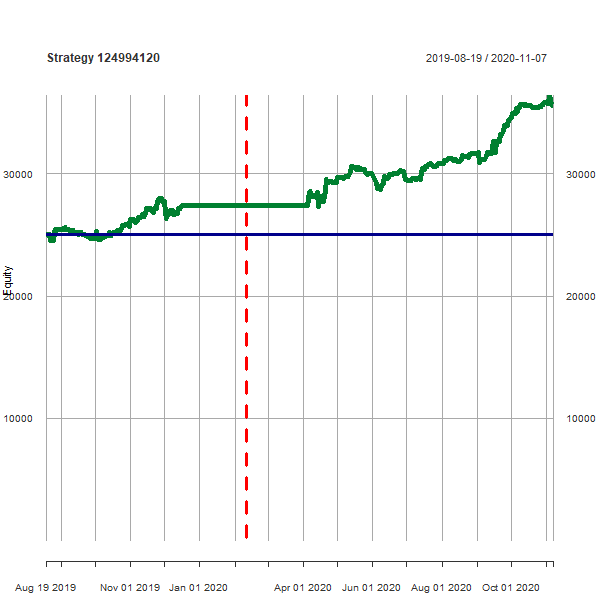 Strategy 124994120
2019-08-19 / 2020-11-07
30000
30000
Equity
20000
20000
10000
10000
Aug 19 2019
Nov 01 2019
Jan 01 2020
Apr 01 2020
Jun 01 2020
Aug 01 2020
Oct 01 2020